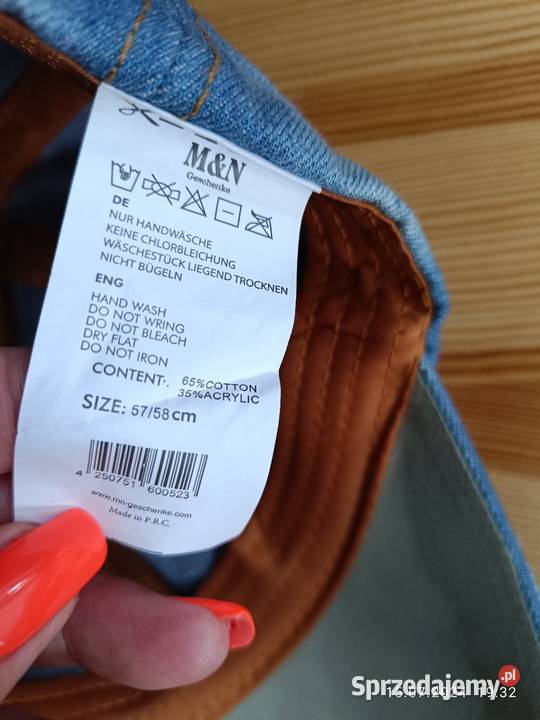 M&N
Geschenke
DE
NUR HANDWÄSCHE
KEINE CHLORBLEICHUNG
WÄSCHESTÜCK LIEGEND TROCKNEN
NICHT BÜGELN
ENG
HAND WASH
DO NOT WRING
DO NOT BLEACH
DRY FLAT
DO NOT IRON
CONTENT:. 65%COTTON
35%ACRYLIC
SIZE: 57/58cm
4 250751 600523
www.mn-geschenke.com
Made in P.R.C.
Sprzedajemy.pl